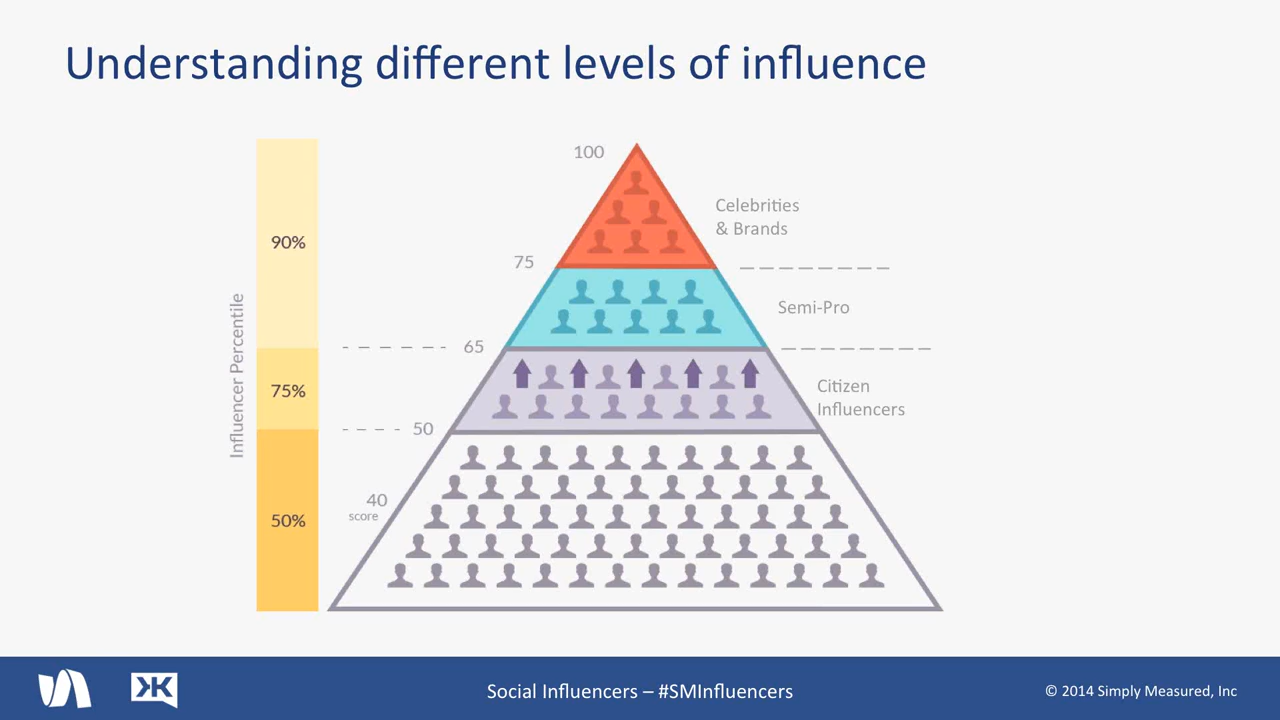 Understanding different levels of influence
100
90%
Celebrities
& Brands
75
Semi-Pro
65
Influencer Percentile
75%
Citizen
Influencers
50
40
score
50%
Social Influencers – #SMInfluencers
© 2014 Simply Measured, Inc